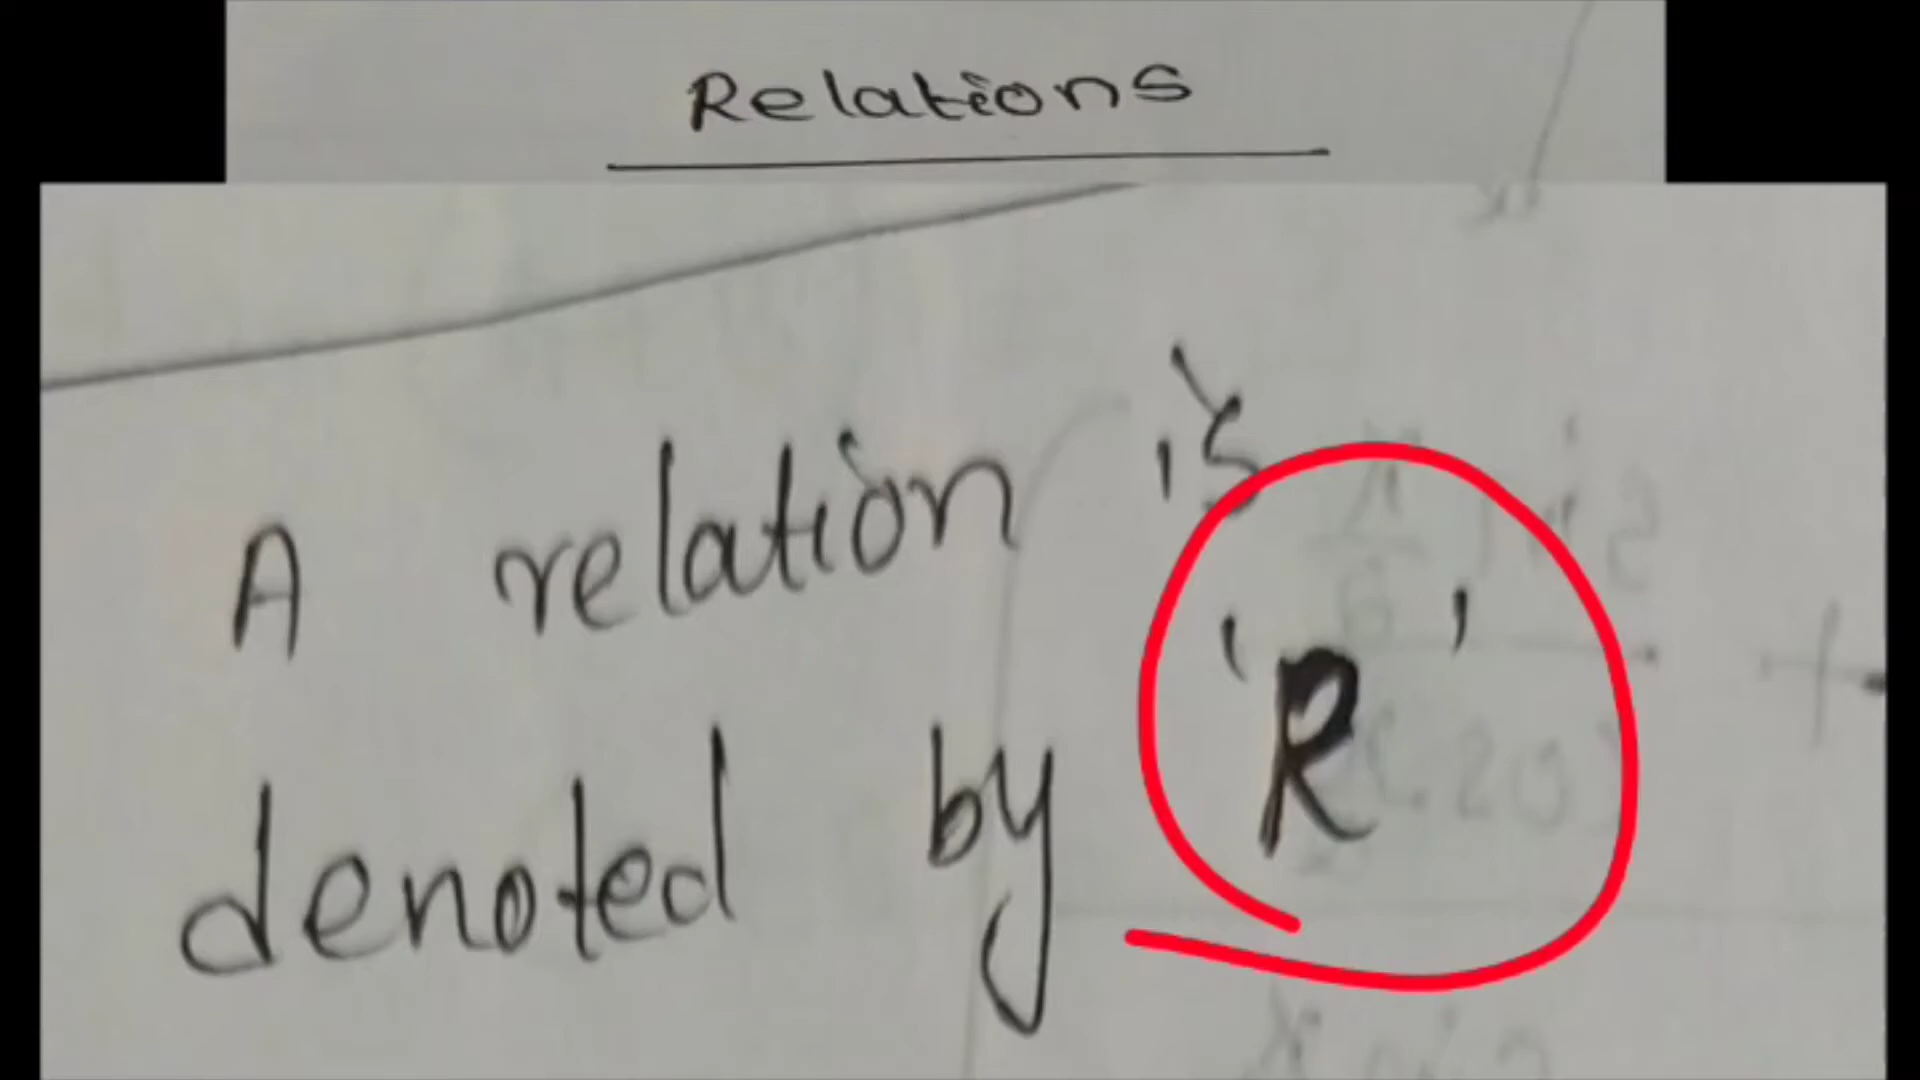 Relations
A relation is
denoted by 'R'